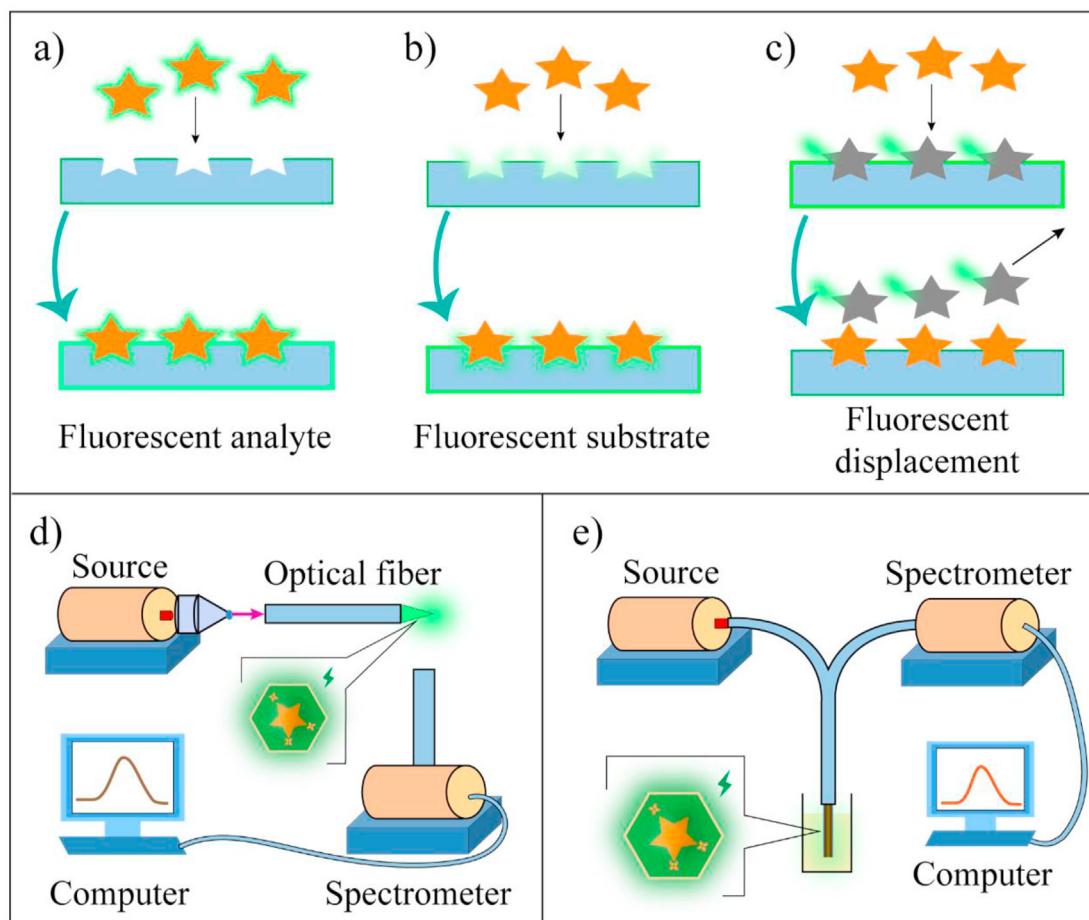 a)
b)
c)
Fluorescent analyte
Fluorescent substrate
Fluorescent
displacement
d)
Source
Optical fiber
Computer
Spectrometer
e)
Source
Spectrometer
Computer